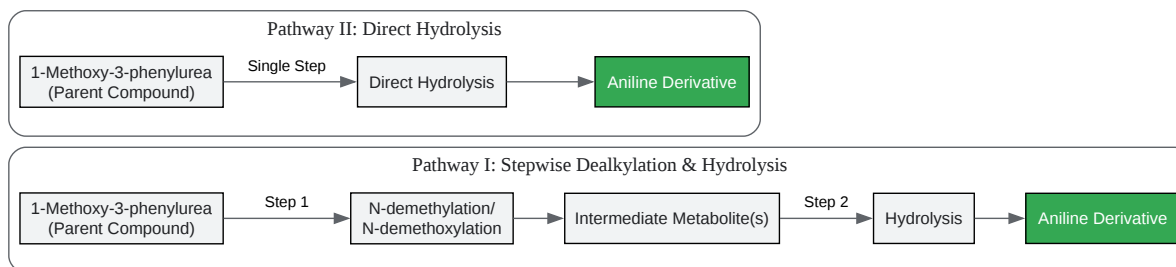 Pathway II: Direct Hydrolysis
1-Methoxy-3-phenylurea
(Parent Compound)
Single Step
Direct Hydrolysis
Aniline Derivative
Pathway I: Stepwise Dealkylation & Hydrolysis
1-Methoxy-3-phenylurea
(Parent Compound)
Step 1
N-demethylation/
N-demethoxylation
Intermediate Metabolite(s)
Step 2
Hydrolysis
Aniline Derivative